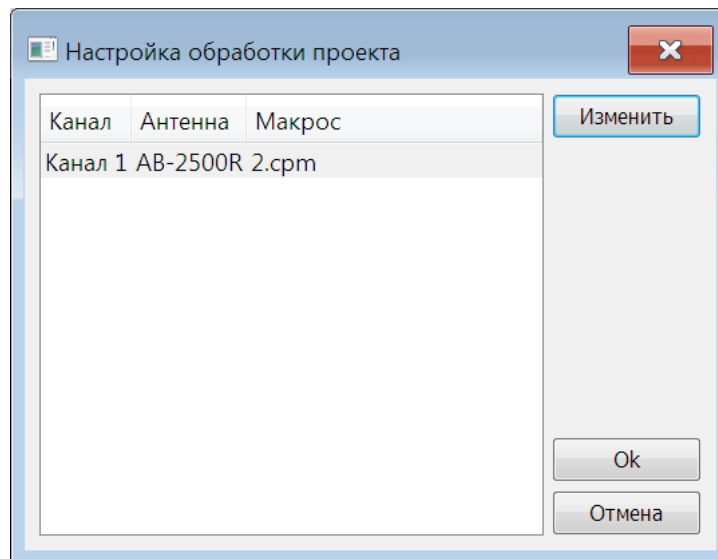 Настройка обработки проекта
Канал Антенна Макрос
Изменить
Канал 1 АВ-2500R 2.cpm
Ok
Отмена